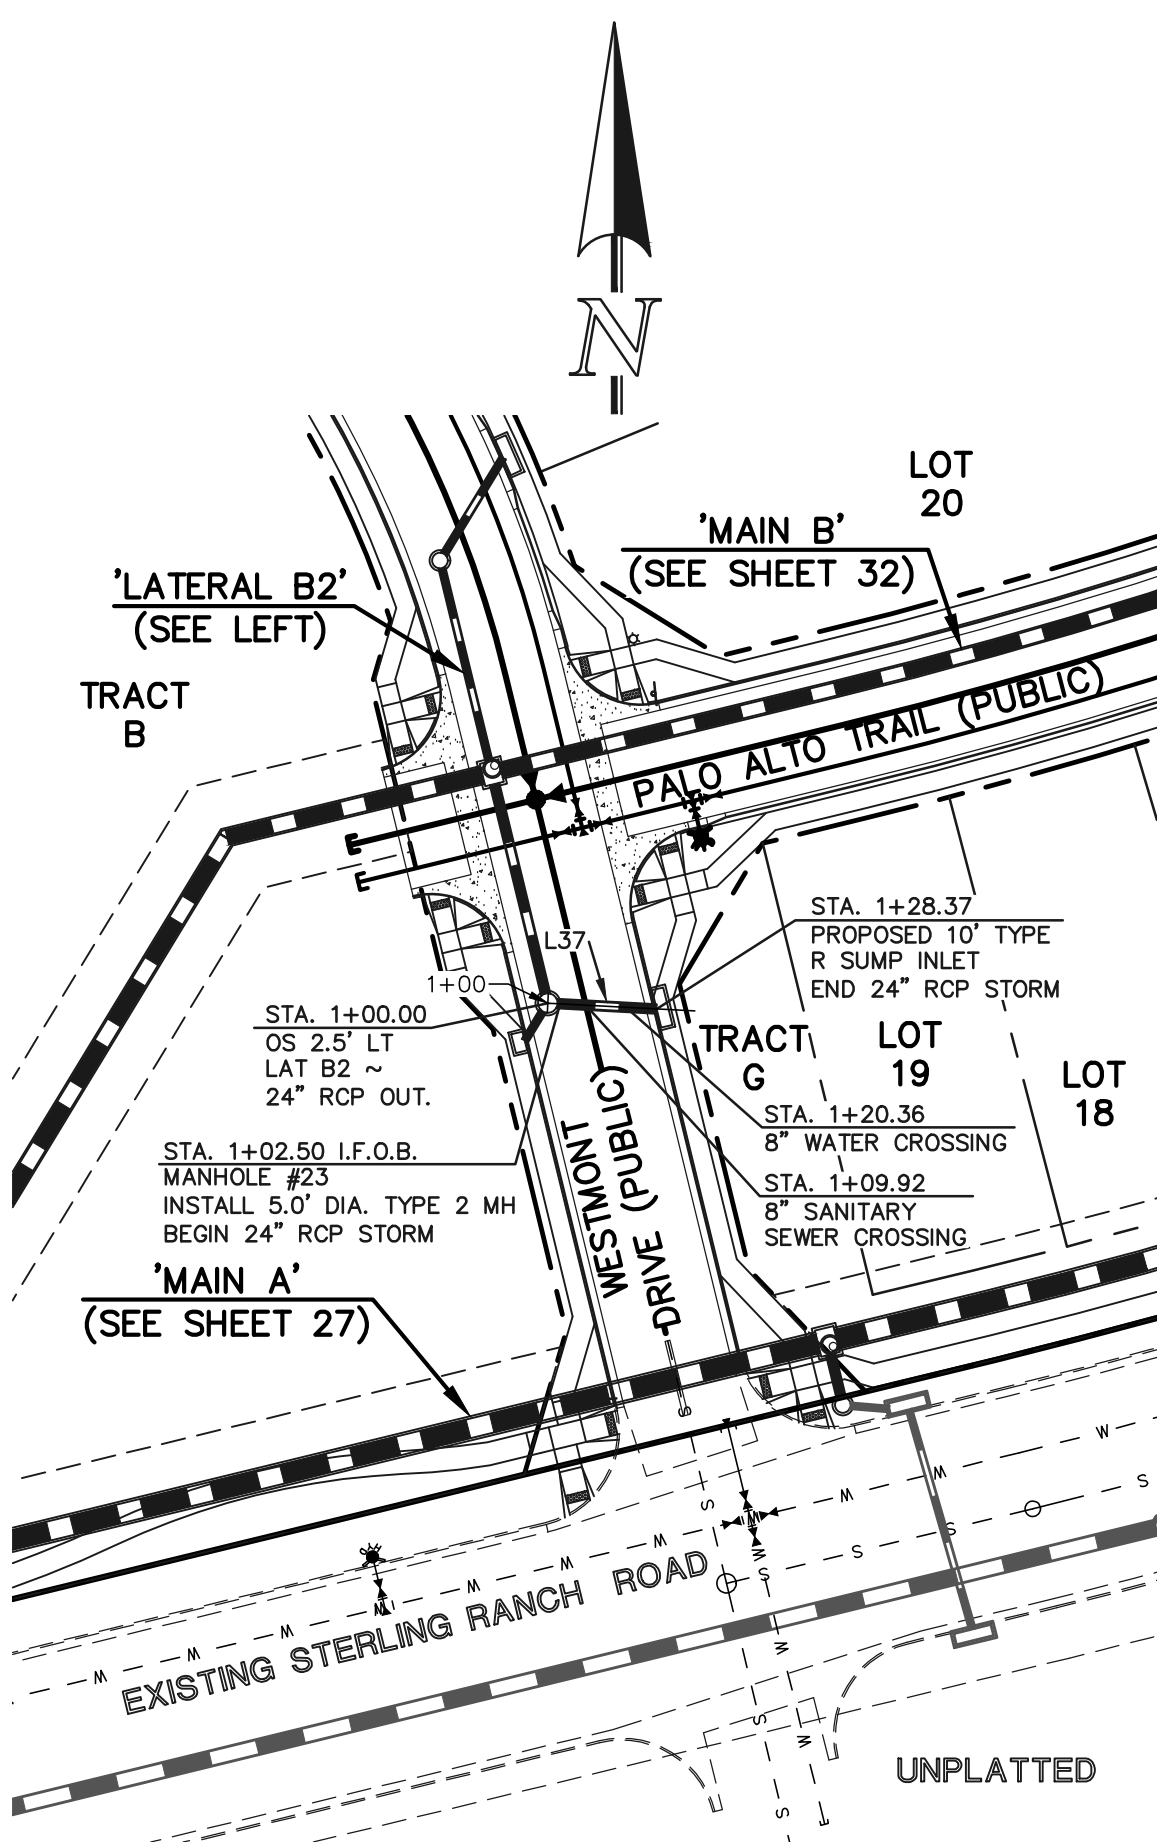 N
LOT
20
'MAIN B'
(SEE SHEET 32)
'LATERAL B2'
(SEE LEFT)
TRACT
B
PALO ALTO TRAIL (PUBLIC)
STA. 1+28.37
PROPOSED 10' TYPE
R SUMP INLET
END 24" RCP STORM
L37
1+00
STA. 1+00.00
OS 2.5' LT
LAT B2 ~
24" RCP OUT.
TRACT
G
LOT
19
LOT
18
STA. 1+20.36
8" WATER CROSSING
STA. 1+02.50 I.F.O.B.
MANHOLE #23
INSTALL 5.0' DIA. TYPE 2 MH
BEGIN 24" RCP STORM
STA. 1+09.92
8" SANITARY
SEWER CROSSING
WESTMONT
DRIVE (PUBLIC)
'MAIN A'
(SEE SHEET 27)
S
W
W
W
S
S
S
W
W
W
W
W
S
S
W
W
W
W
EXISTING STERLING RANCH ROAD
W
S
W
UNPLATTED
S